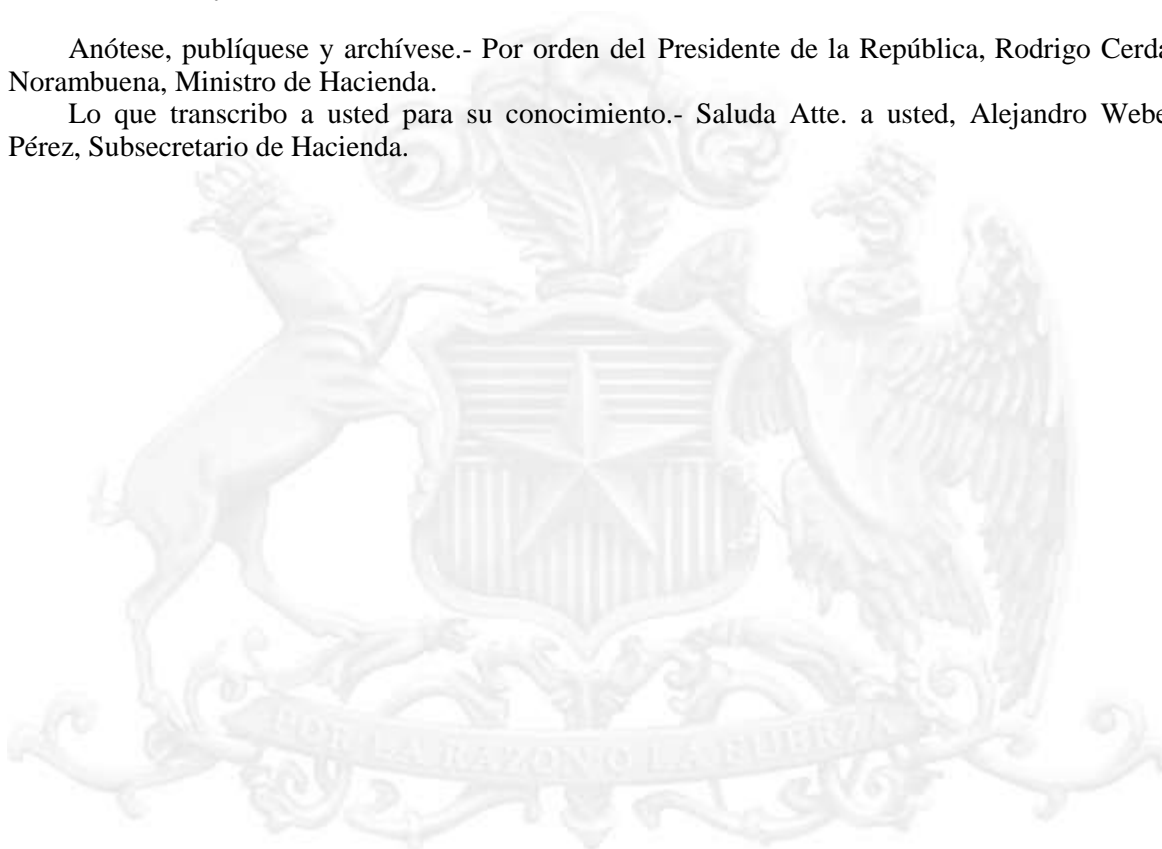 Anótese, publíquese y archívese.- Por orden del Presidente de la República, Rodrigo Cerda
Norambuena, Ministro de Hacienda.
Lo que transcribo a usted para su conocimiento.- Saluda Atte. a usted, Alejandro Webe
Pérez, Subsecretario de Hacienda.
POR LA RAZON O LA FUERZA